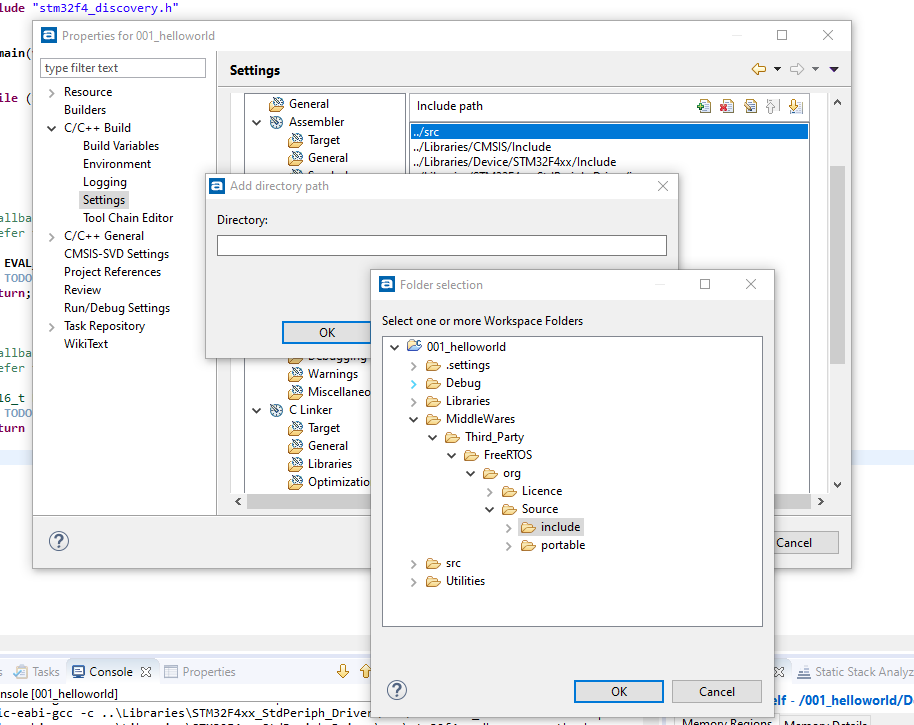 lude "stm32f4_discovery.h"
Properties for 001_helloworld
main(
type filter text
Settings
ile (
Resource
Builders
C/C++ Build
Build Variables
Environment
Logging
Settings
Tool Chain Editor
C/C++ General
CMSIS-SVD Settings
Project References
Review
Run/Debug Settings
Task Repository
WikiText
General
Assembler
Target
General
Include path
../src
../Libraries/CMSIS/Include
../Libraries/Device/STM32F4xx/Include
Add directory path
Directory:
OK
allba
efer
EVAL_
TODO
turn;
allba
efer
16_t
TODO
turn
Debugging
Warnings
Miscellaneo
C Linker
Target
General
Libraries
Optimizatio
Folder selection
Select one or more Workspace Folders
001_helloworld
.settings
Debug
Libraries
MiddleWares
Third_Party
FreeRTOS
org
Licence
Source
include
portable
src
Utilities
OK
Cancel
Cancel
s
Tasks
Console
Properties
Static Stack Analyz
nsole [001_helloworld]
elf - /001_helloworld/D
ic-eabi-gcc -c ..\Libraries\STM32F4xx_StdPeriph_Driver
Memory Regions
Memory Details